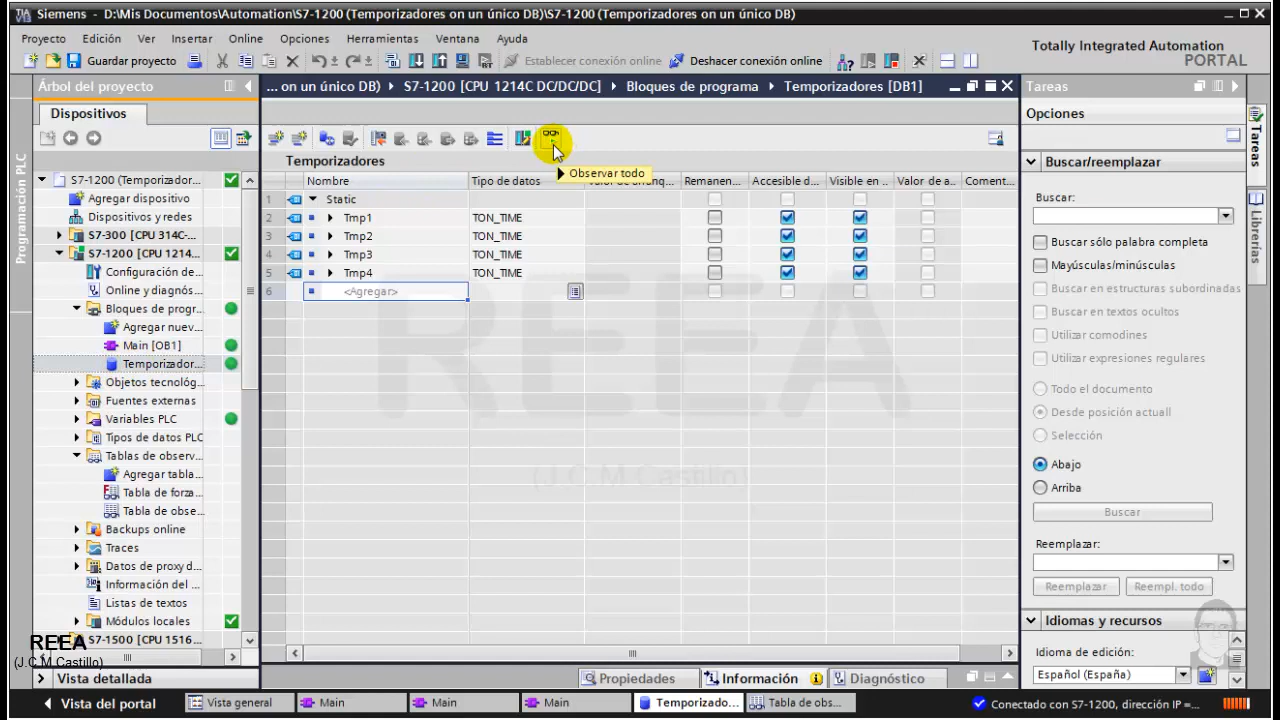 Siemens - D:\Mis Documentos\Automation\S7-1200 (Temporizadores on un único DB)\S7-1200 (Temporizadores on un único DB)
Proyecto Edición Ver Insertar Online Opciones Herramientas Ventana Ayuda
Totally Integrated Automation
PORTAL
Guardar proyecto Establecer conexión online Deshacer conexión online
Árbol del proyecto
... on un único DB) S7-1200 [CPU 1214C DC/DC/DC] Bloques de programa Temporizadores [DB1]
Tareas
Dispositivos
Opciones
Temporizadores
Observar todo
Buscar/reemplazar
Nombre Tipo de datos Remanen... Accesible d... Visible en ... Valor de a... Coment...
1 Static
2 Tmp1 TON_TIME
3 Tmp2 TON_TIME
4 Tmp3 TON_TIME
5 Tmp4 TON_TIME
6 <Agregar>
S7-1200 (Temporizador...
Agregar dispositivo
Dispositivos y redes
S7-300 [CPU 314C-...
S7-1200 [CPU 1214...
Configuración de...
Online y diagnós...
Bloques de progr...
Agregar nuev...
Main [OB1]
Temporizador...
Objetos tecnológ...
Fuentes externas
Variables PLC
Tipos de datos PLC
Tablas de observ...
Agregar tabla...
Tabla de forza...
Tabla de obse...
Backups online
Traces
Datos de proxy d...
Información del ...
Listas de textos
Módulos locales
S7-1500 [CPU 1516...
Vista detallada
Programación PLC
REEA
(J.C.M Castillo)
REEA
(J.C.M Castillo)
Buscar:
Buscar sólo palabra completa
Mayúsculas/minúsculas
Buscar en estructuras subordinadas
Buscar en textos ocultos
Utilizar comodines
Utilizar expresiones regulares
Todo el documento
Desde posición actuall
Selección
Abajo
Arriba
Buscar
Reemplazar:
Reemplazar Reempl. todo
Idiomas y recursos
Idioma de edición:
Español (España)
Tareas
Librerías
Propiedades Información Diagnóstico
Vista del portal Vista general Main Main Main Temporizado... Tabla de obs... Conectado con S7-1200, dirección IP =...